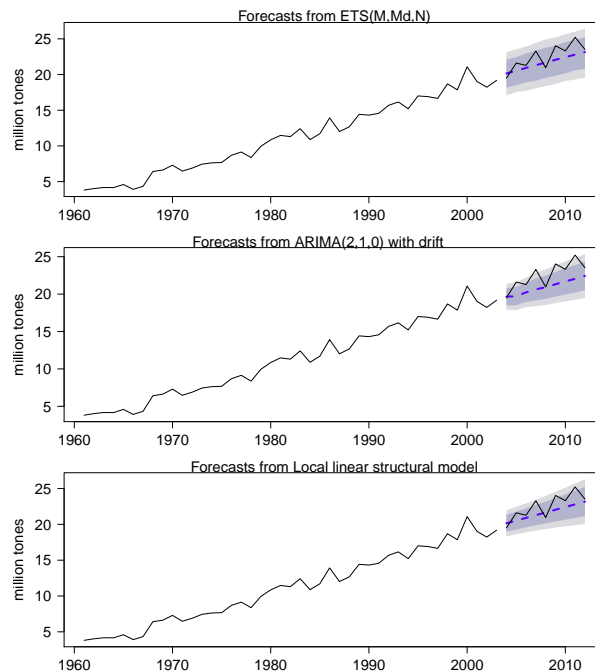 Forecasts from ETS(M,Md,N)
million tones
25
20
15
10
5
1960 1970 1980 1990 2000 2010
Forecasts from ARIMA(2,1,0) with drift
million tones
25
20
15
10
5
1960 1970 1980 1990 2000 2010
Forecasts from Local linear structural model
million tones
25
20
15
10
5
1960 1970 1980 1990 2000 2010